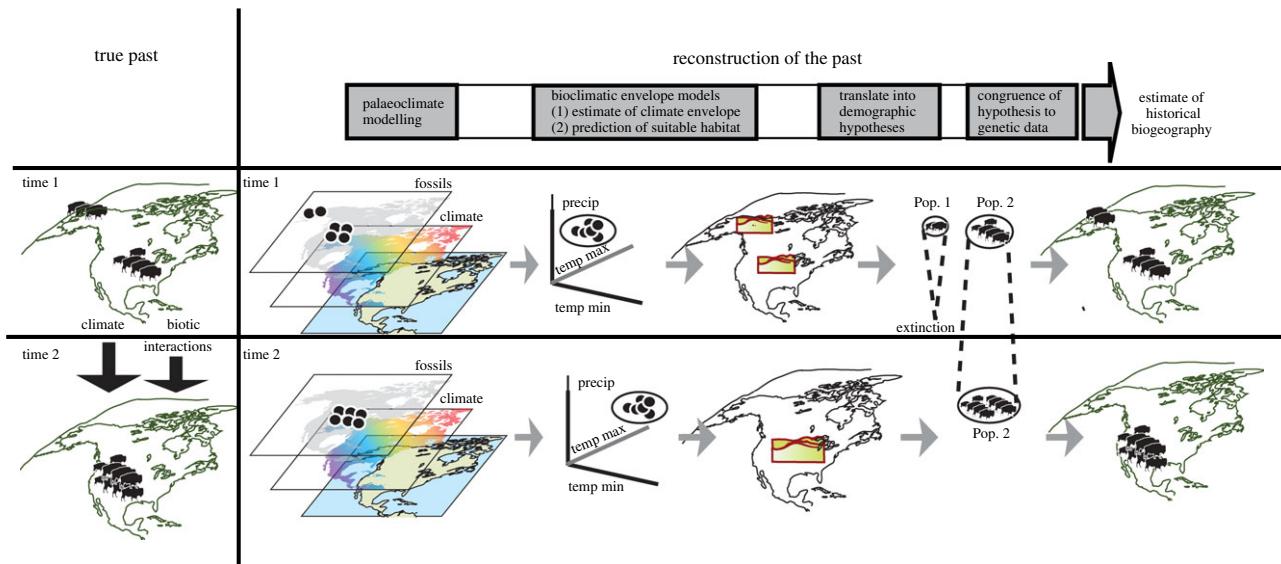 true past
reconstruction of the past
palaeoclimate
modelling
bioclimatic envelope models
(1) estimate of climate envelope
(2) prediction of suitable habitat
translate into
demographic
hypotheses
congruence of
hypothesis to
genetic data
estimate of
historical
biogeography
time 1
climate
biotic
interactions
time 1
fossils
climate
precip
temp max
temp min
Pop. 1
Pop. 2
extinction
time 2
time 2
fossils
climate
precip
temp max
temp min
Pop. 2